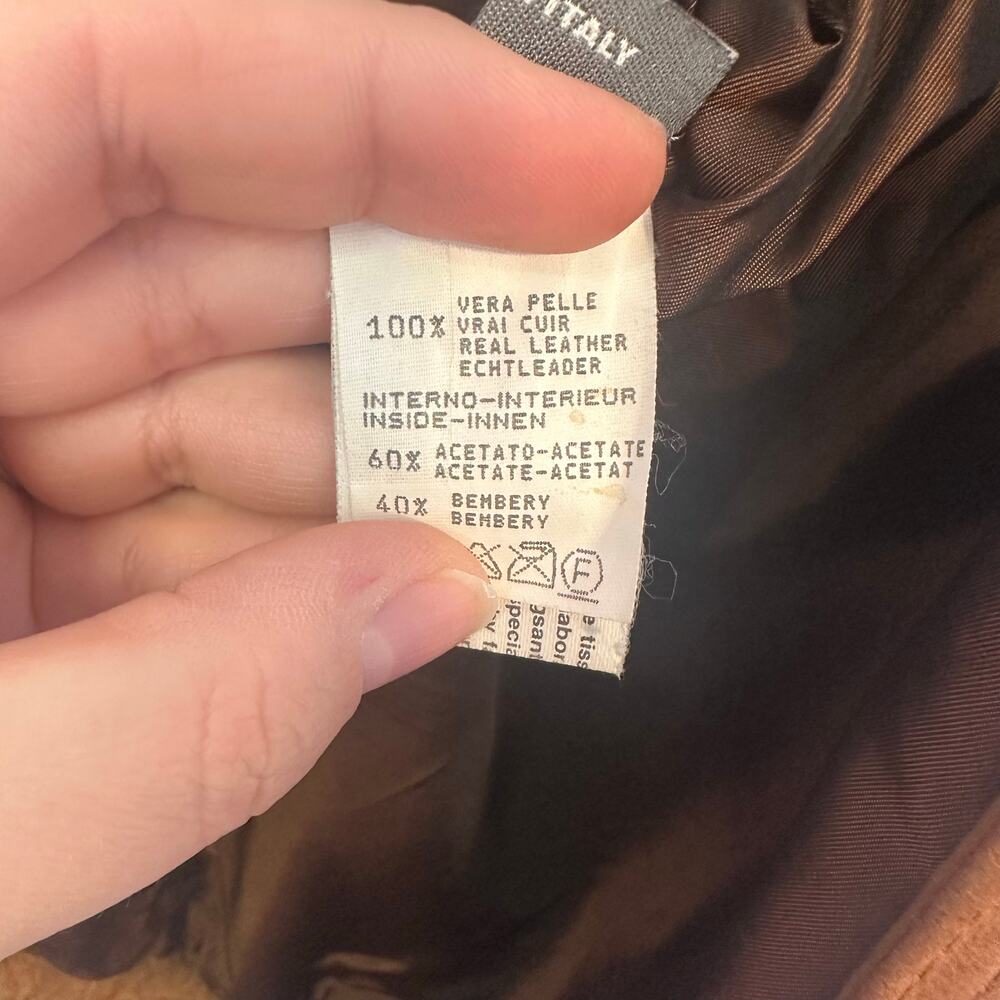 ITALY
100% VERA PELLE
VRAI CUIR
REAL LEATHER
ECHTLEADER
INTERNO-INTERIEUR
INSIDE-INNEN
60% ACETATO-ACETATE
ACETATE-ACETAT
40% BEMBERY
BEMBERY
F